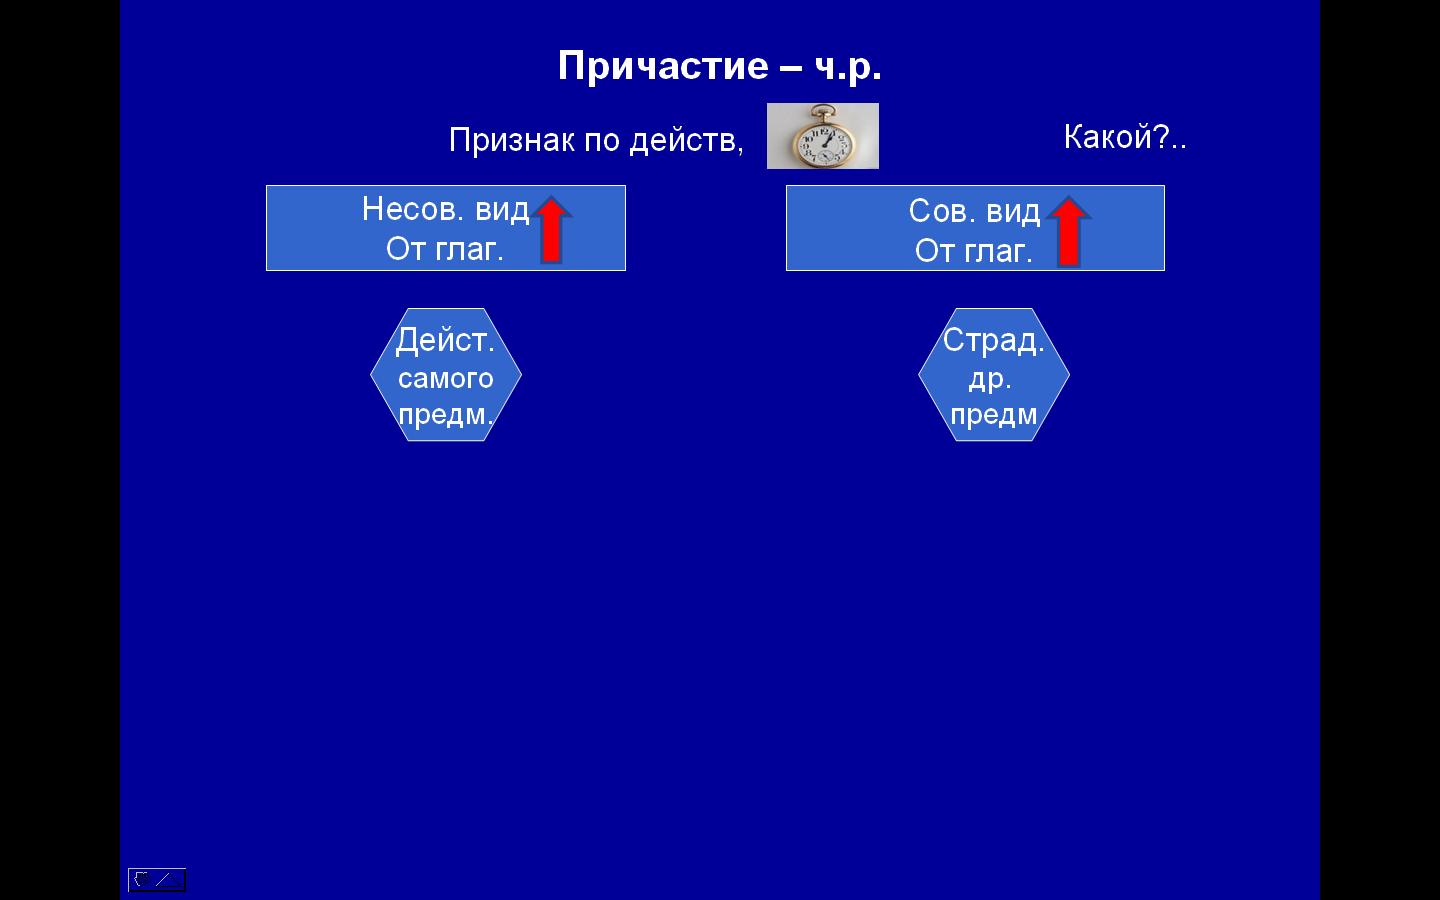 Причастие – ч.р.
Признак по действ,
Какой?..
Несов. вид
От глаг.
Сов. вид
От глаг.
Дейст.
самого
предм.
Страд.
др.
предм